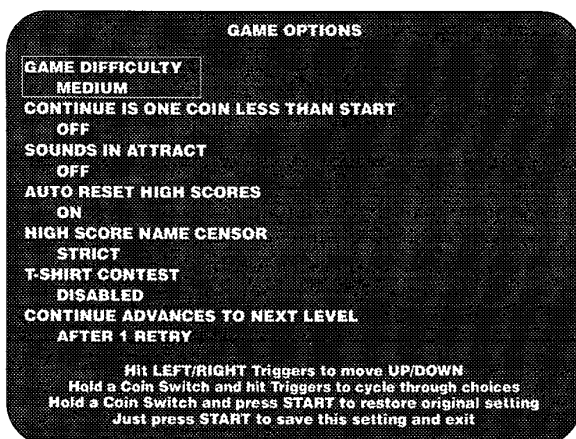 GAME OPTIONS
GAME DIFFICULTY
MEDIUM
CONTINUE IS ONE COIN LESS THAN START
OFF
SOUNDS IN ATTRACT
OFF
AUTO RESET HIGH SCORES
ON
HIGH SCORE NAME CENSOR
STRICT
T-SHIRT CONTEST
DISABLED
CONTINUE ADVANCES TO NEXT LEVEL
AFTER 1 RETRY
Hit LEFT/RIGHT Triggers to move UP/DOWN
Hold a Coin Switch and hit Triggers to cycle through choices
Hold a Coin Switch and press START to restore original setting
Just press START to save this setting and exit